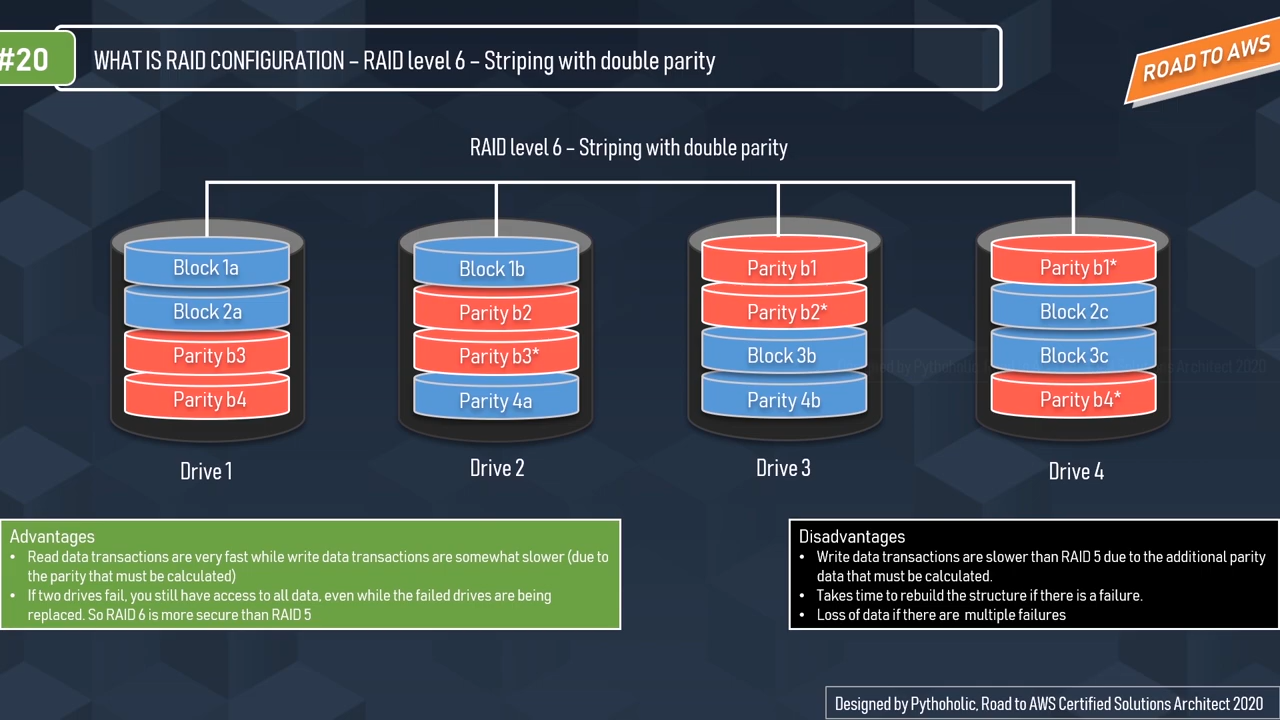 #20
WHAT IS RAID CONFIGURATION – RAID level 6 – Striping with double parity
ROAD TO AWS
RAID level 6 – Striping with double parity
Block 1a
Block 2a
Parity b3
Parity b4
Drive 1
Block 1b
Parity b2
Parity b3*
Parity 4a
Drive 2
Parity b1
Parity b2*
Block 3b
Parity 4b
Drive 3
Parity b1*
Block 2c
Block 3c
Parity b4*
Drive 4
Advantages
• Read data transactions are very fast while write data transactions are somewhat slower (due to
the parity that must be calculated)
• If two drives fail, you still have access to all data, even while the failed drives are being
replaced. So RAID 6 is more secure than RAID 5
Disadvantages
• Write data transactions are slower than RAID 5 due to the additional parity
data that must be calculated.
• Takes time to rebuild the structure if there is a failure.
• Loss of data if there are multiple failures
Designed by Pythoholic, Road to AWS Certified Solutions Architect 2020